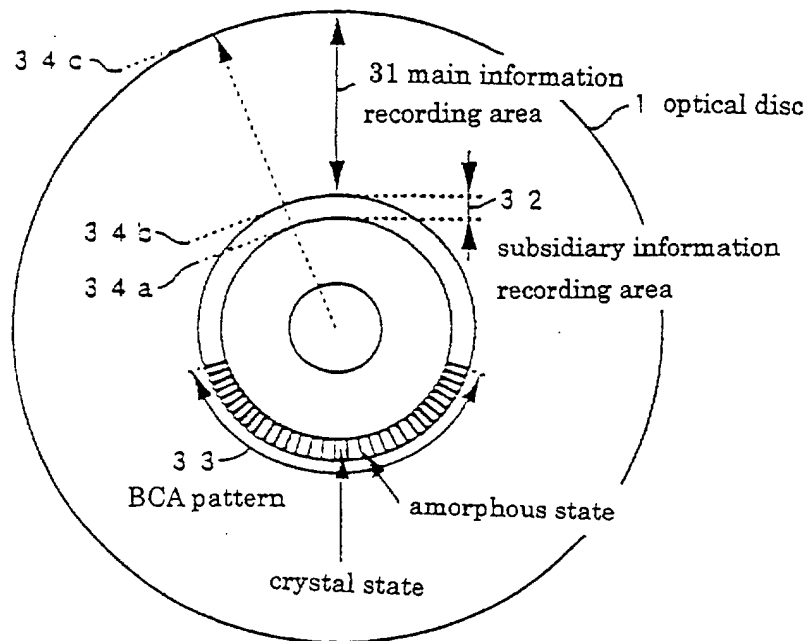 3 4 c
31 main information
recording area
1 optical disc
3 2
3 4 b
3 4 a
subsidiary information
recording area
3 3
BCA pattern
amorphous state
crystal state